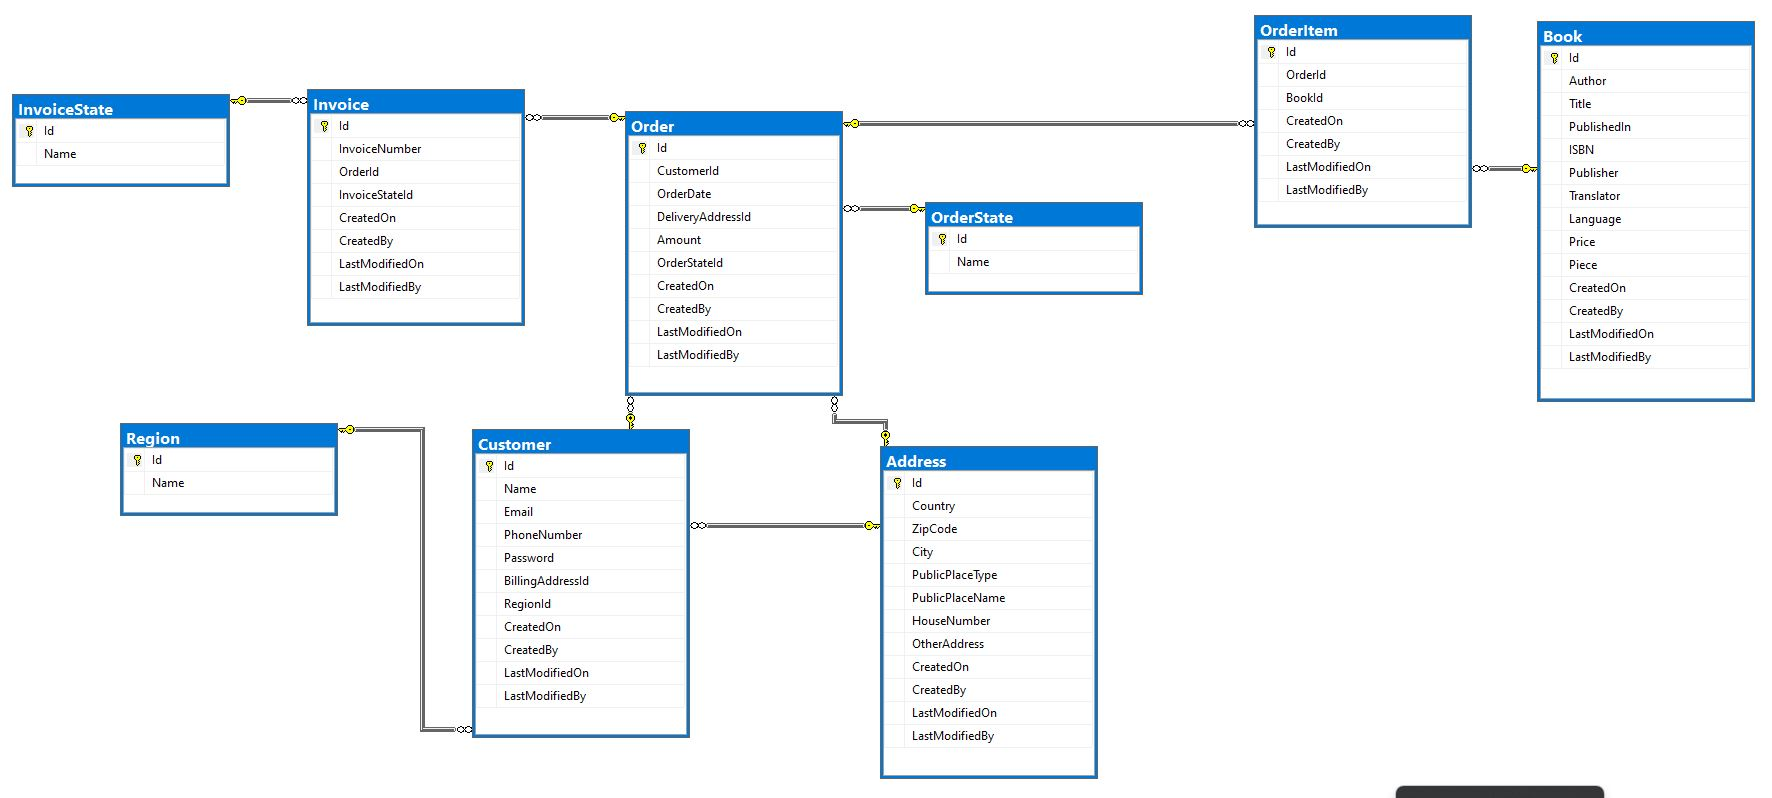 InvoiceState
Id
Name
Invoice
Id
InvoiceNumber
OrderId
InvoiceStateId
CreatedOn
CreatedBy
LastModifiedOn
LastModifiedBy
Order
Id
CustomerId
OrderDate
DeliveryAddressId
Amount
OrderStateId
CreatedOn
CreatedBy
LastModifiedOn
LastModifiedBy
OrderState
Id
Name
OrderItem
Id
OrderId
BookId
CreatedOn
CreatedBy
LastModifiedOn
LastModifiedBy
Book
Id
Author
Title
PublishedIn
ISBN
Publisher
Translator
Language
Price
Piece
CreatedOn
CreatedBy
LastModifiedOn
LastModifiedBy
Region
Id
Name
Customer
Id
Name
Email
PhoneNumber
Password
BillingAddressId
RegionId
CreatedOn
CreatedBy
LastModifiedOn
LastModifiedBy
Address
Id
Country
ZipCode
City
PublicPlaceType
PublicPlaceName
HouseNumber
OtherAddress
CreatedOn
CreatedBy
LastModifiedOn
LastModifiedBy